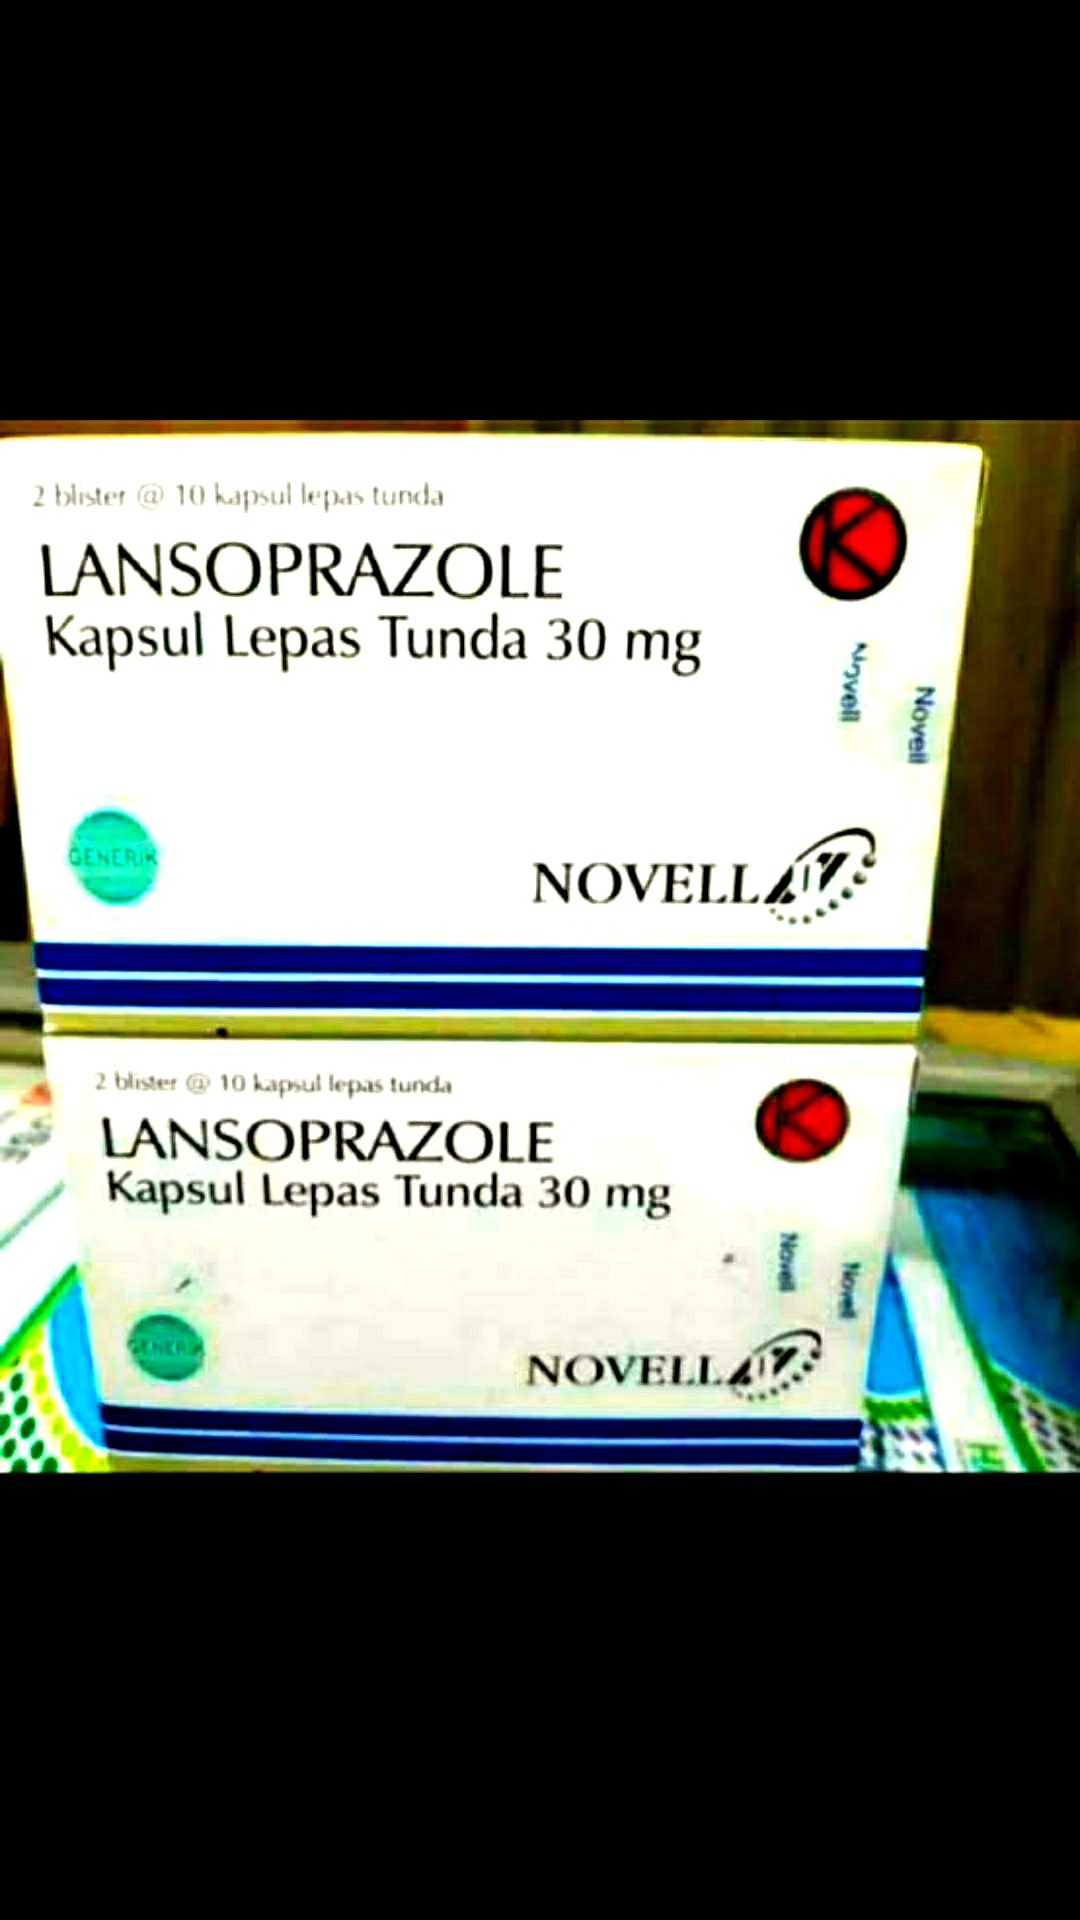 2 blister @ 10 kapsul lepas tunda
LANSOPRAZOLE
Kapsul Lepas Tunda 30 mg
K
Novell
Novell
GENERIK
NOVELL
2 blister @ 10 kapsul lepas tunda
LANSOPRAZOLE
Kapsul Lepas Tunda 30 mg
K
Novell
Novell
GENERIK
NOVELL